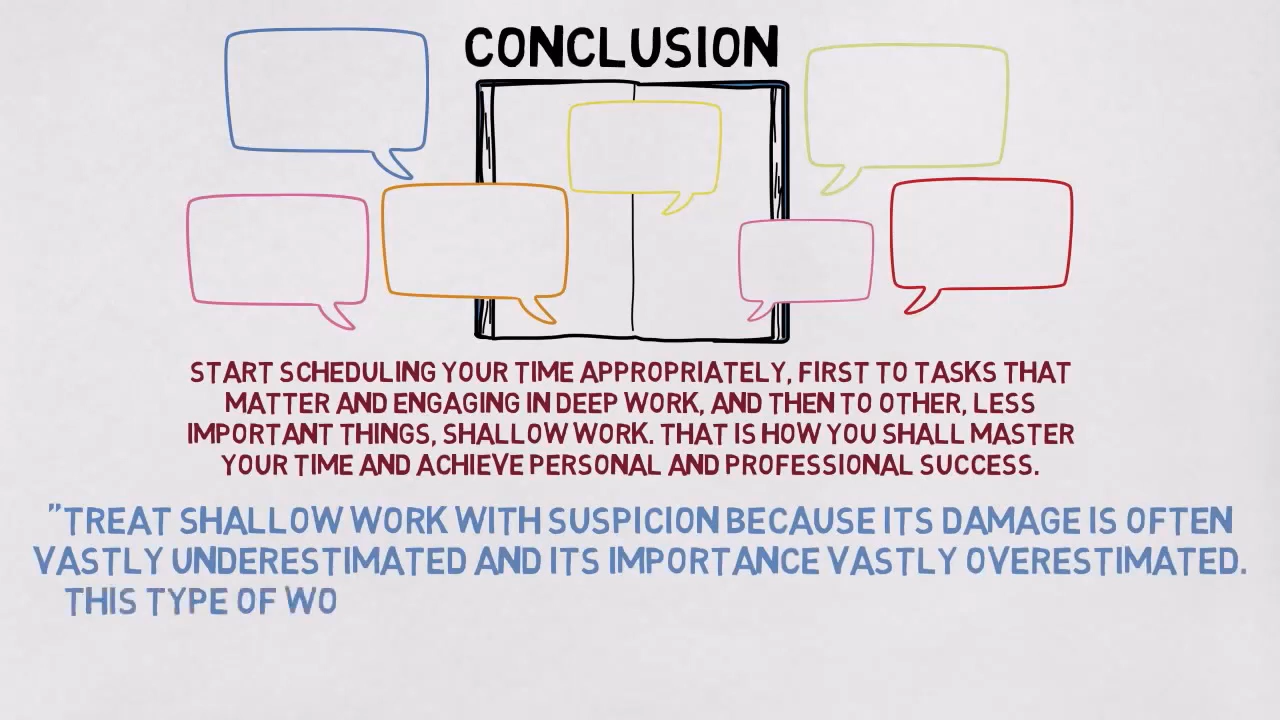 CONCLUSION
START SCHEDULING YOUR TIME APPROPRIATELY, FIRST TO TASKS THAT
MATTER AND ENGAGING IN DEEP WORK, AND THEN TO OTHER, LESS
IMPORTANT THINGS, SHALLOW WORK. THAT IS HOW YOU SHALL MASTER
YOUR TIME AND ACHIEVE PERSONAL AND PROFESSIONAL SUCCESS.
"TREAT SHALLOW WORK WITH SUSPICION BECAUSE ITS DAMAGE IS OFTEN
VASTLY UNDERESTIMATED AND ITS IMPORTANCE VASTLY OVERESTIMATED.
THIS TYPE OF WO